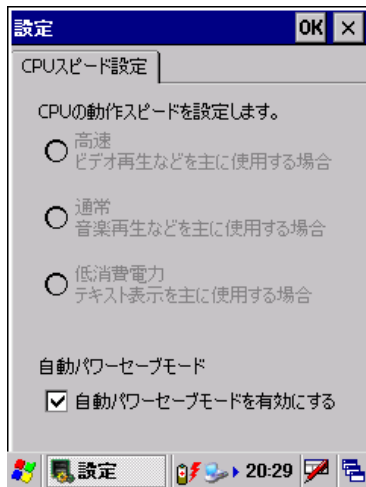 設定 OK ×
CPUスピード設定
CPUの動作スピードを設定します。
高速
ビデオ再生などを主に使用する場合
通常
音楽再生などを主に使用する場合
低消費電力
テキスト表示を主に使用する場合
自動パワーセーブモード
自動パワーセーブモードを有効にする
設定 20:29